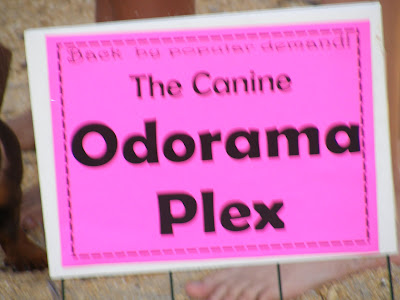 Back by popular demand!
The Canine
Odorama
Plex